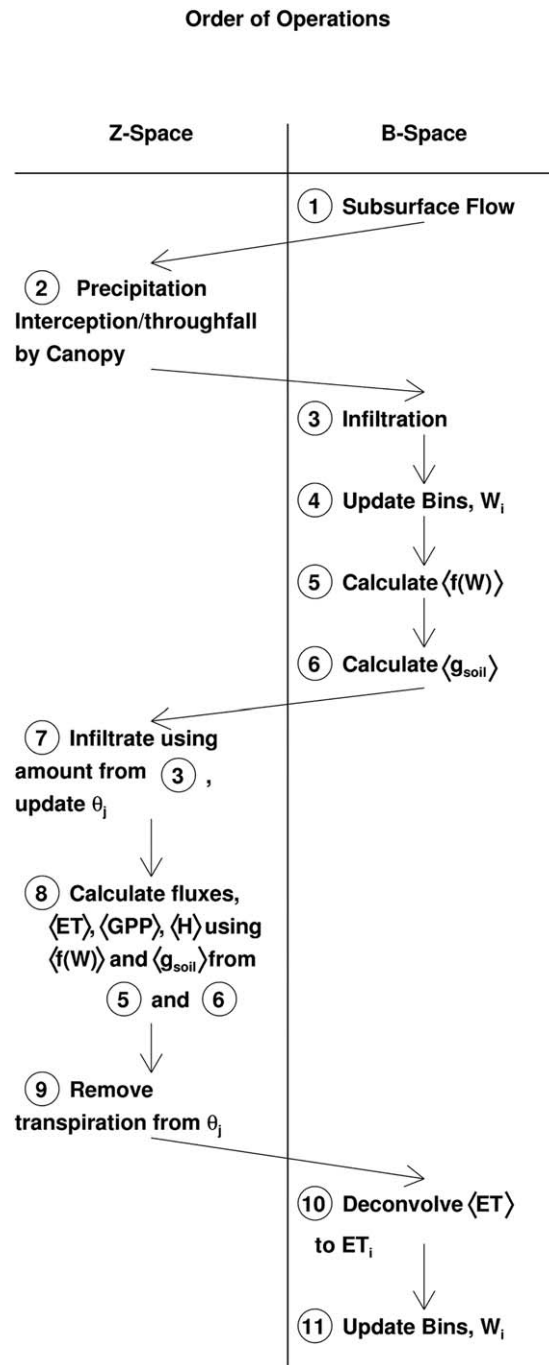 Order of Operations
Z-Space
B-Space
1 Subsurface Flow
2 Precipitation
Interception/throughfall
by Canopy
3 Infiltration
4 Update Bins, Wi
5 Calculate ⟨f(W)⟩
6 Calculate ⟨gsoil⟩
7 Infiltrate using
amount from 3 ,
update θj
8 Calculate fluxes,
⟨ET⟩, ⟨GPP⟩, ⟨H⟩ using
⟨f(W)⟩ and ⟨gsoil⟩ from
5 and 6
9 Remove
transpiration from θj
10 Deconvolve ⟨ET⟩
to ETi
11 Update Bins, Wi